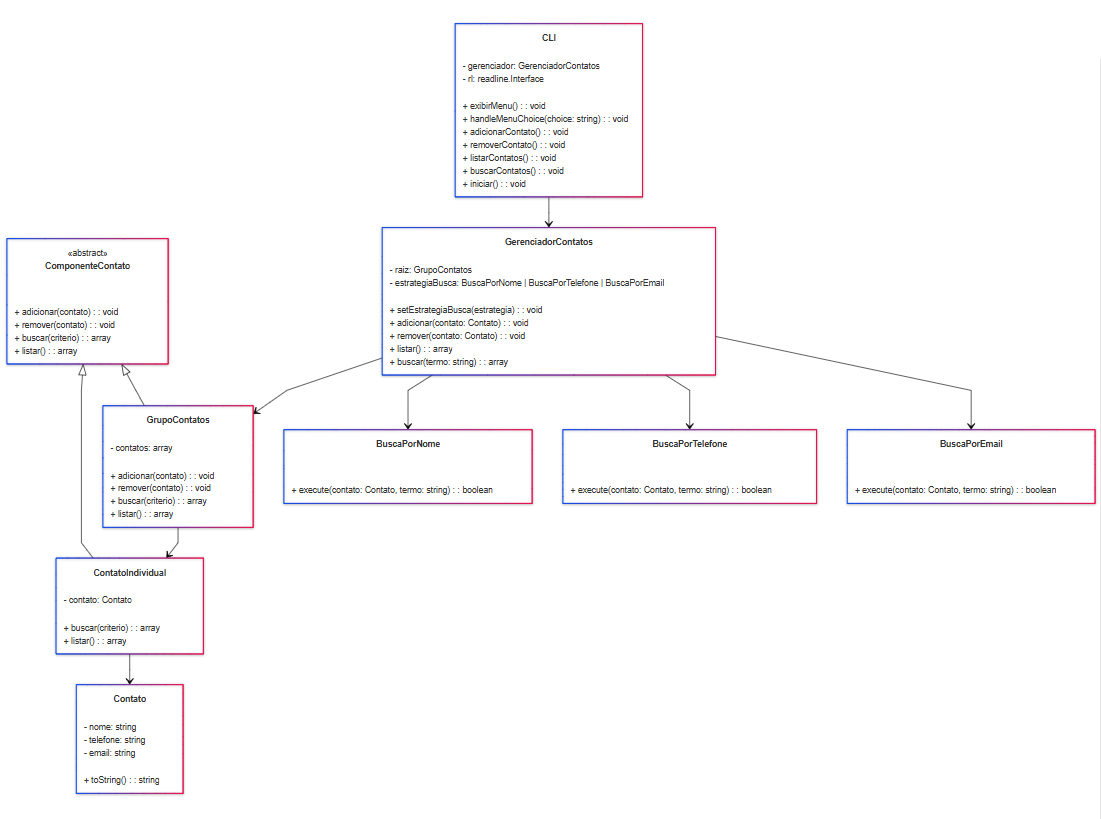 CLI
- gerenciador: GerenciadorContatos
- rl: readline.Interface
+ exibirMenu() : : void
+ handleMenuChoice(choice: string) : : void
+ adicionarContato() : : void
+ removerContato() : : void
+ listarContatos() : : void
+ buscarContatos() : : void
+ iniciar() : : void
«abstract»
ComponenteContato
+ adicionar(contato) : : void
+ remover(contato) : : void
+ buscar(criterio) : : array
+ listar() : : array
GerenciadorContatos
- raiz: GrupoContatos
- estrategiaBusca: BuscaPorNome | BuscaPorTelefone | BuscaPorEmail
+ setEstrategiaBusca(estrategia) : : void
+ adicionar(contato: Contato) : : void
+ remover(contato: Contato) : : void
+ listar() : : array
+ buscar(termo: string) : : array
GrupoContatos
- contatos: array
+ adicionar(contato) : : void
+ remover(contato) : : void
+ buscar(criterio) : : array
+ listar() : : array
BuscaPorNome
+ execute(contato: Contato, termo: string) : : boolean
BuscaPorTelefone
+ execute(contato: Contato, termo: string) : : boolean
BuscaPorEmail
+ execute(contato: Contato, termo: string) : : boolean
ContatoIndividual
- contato: Contato
+ buscar(criterio) : : array
+ listar() : : array
Contato
- nome: string
- telefone: string
- email: string
+ toString() : : string